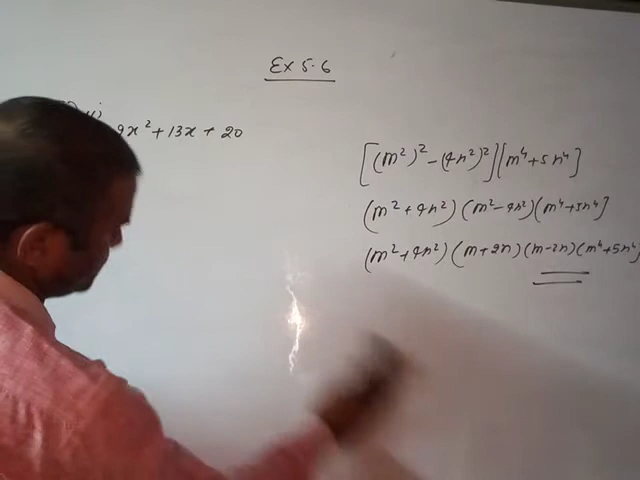 Ex 5.6
9x² + 13x + 20
[(m²)² - (4n²)²][m⁴ + 5n⁴]
(m² + 4n²) (m² - 4n²) (m⁴ + 5n⁴]
(m² + 4n²) (m + 2n) (m - 2n) (m⁴ + 5n⁴]